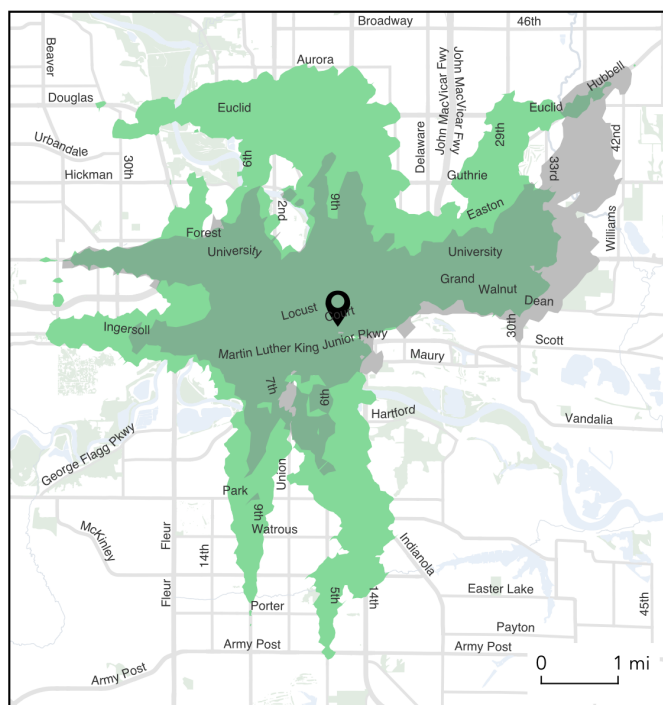 Broadway
46th
Beaver
Aurora
John MacVicar Fwy
John MacVicar Fwy
Hubbell
Douglas
Euclid
Euclid
Delaware
29th
42nd
Urbandale
30th
6th
33rd
Hickman
9th
Guthrie
2nd
Easton
Williams
Forest
University
University
Grand
Walnut
Locust
Court
Dean
Ingersoll
30th
Martin Luther King Junior Pkwy
Scott
Maury
7th
6th
Hartford
Vandalia
George Flagg Pkwy
Union
Park
9th
McKinley
Fleur
Watrous
14th
Indianola
Fleur
5th
14th
Easter Lake
45th
Porter
Payton
Army Post
Army Post
Army Post
0
1 mi